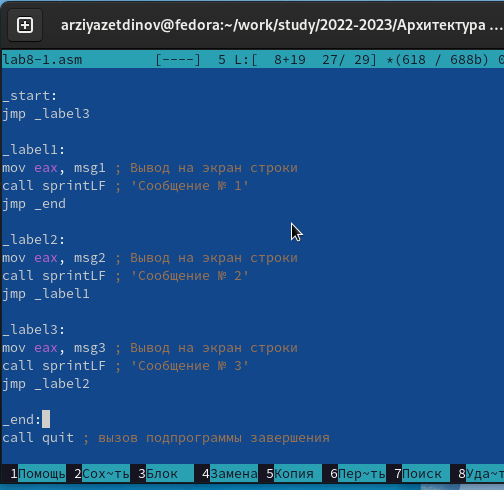 arziyazetdinov@fedora:~/work/study/2022-2023/Архитектура ...
lab8-1.asm [----] 5 L:[ 8+19 27/ 29] *(618 / 688b) 0
_start:
jmp _label3
_label1:
mov eax, msg1 ; Вывод на экран строки
call sprintLF ; 'Сообщение № 1'
jmp _end
_label2:
mov eax, msg2 ; Вывод на экран строки
call sprintLF ; 'Сообщение № 2'
jmp _label1
_label3:
mov eax, msg3 ; Вывод на экран строки
call sprintLF ; 'Сообщение № 3'
jmp _label2
_end:
call quit ; вызов подпрограммы завершения
1Помощь 2Сох~ть 3Блок 4Замена 5Копия 6Пер~ть 7Поиск 8Уда~т